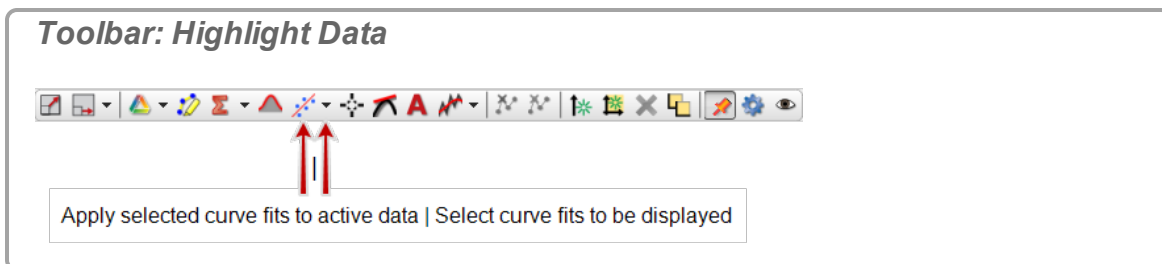 Toolbar: Highlight Data
A
|
Apply selected curve fits to active data | Select curve fits to be displayed